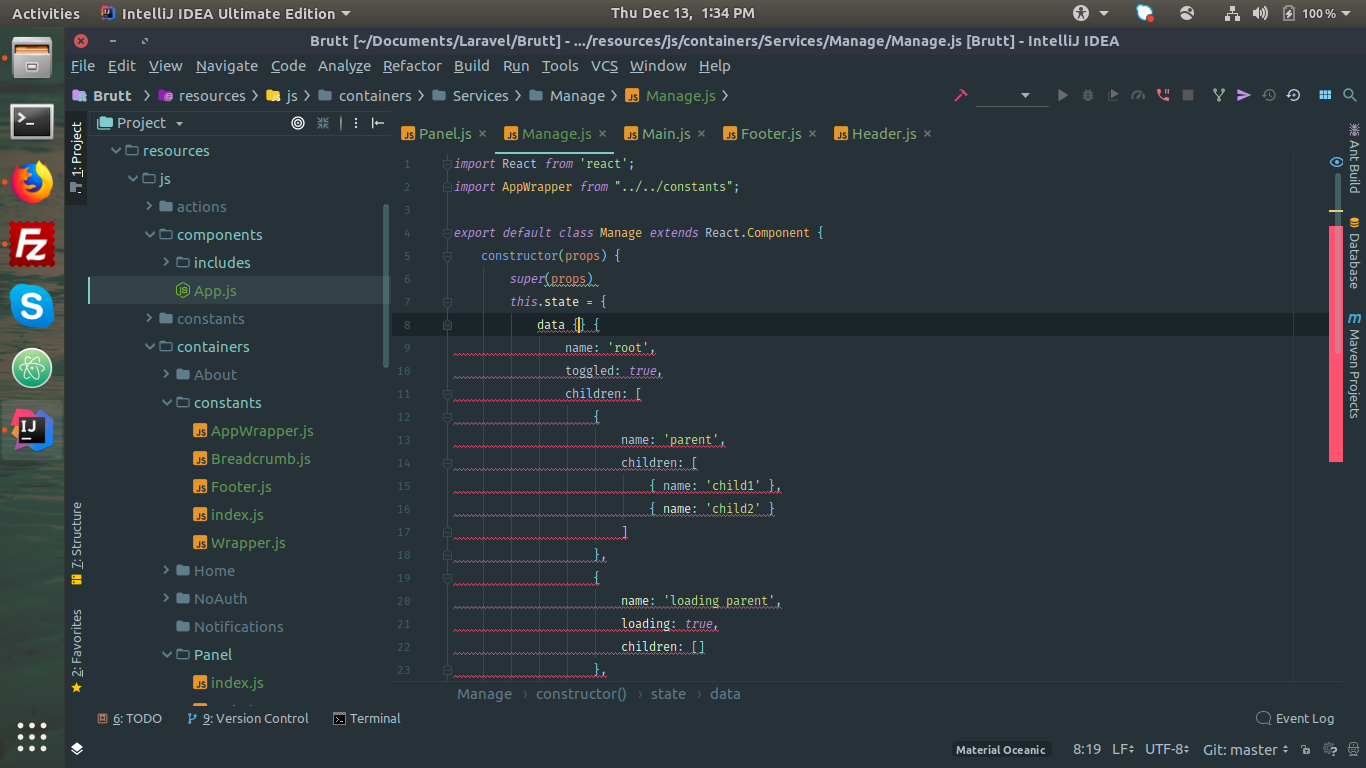 Activities IntelliJ IDEA Ultimate Edition Thu Dec 13, 1:34 PM 100%
Brutt [~/Documents/Laravel/Brutt] - .../resources/js/containers/Services/Manage/Manage.js [Brutt] - IntelliJ IDEA
File Edit View Navigate Code Analyze Refactor Build Run Tools VCS Window Help
Brutt resources js containers Services Manage Manage.js
Project
Panel.js Manage.js Main.js Footer.js Header.js
1: Project
7: Structure
2: Favorites
resources
js
actions
components
includes
App.js
constants
containers
About
constants
AppWrapper.js
Breadcrumb.js
Footer.js
index.js
Wrapper.js
Home
NoAuth
Notifications
Panel
index.js
1 import React from 'react';
2 import AppWrapper from "../../constants";
3
4 export default class Manage extends React.Component {
5 constructor(props) {
6 super(props)
7 this.state = {
8 data {} {
9 name: 'root',
10 toggled: true,
11 children: [
12 {
13 name: 'parent',
14 children: [
15 { name: 'child1' },
16 { name: 'child2' }
17 ]
18 },
19 {
20 name: 'loading parent',
21 loading: true,
22 children: []
23 },
Manage › constructor() › state › data
Ant Build
Database
Maven Projects
6: TODO 9: Version Control Terminal Event Log
Material Oceanic 8:19 LF UTF-8 Git: master